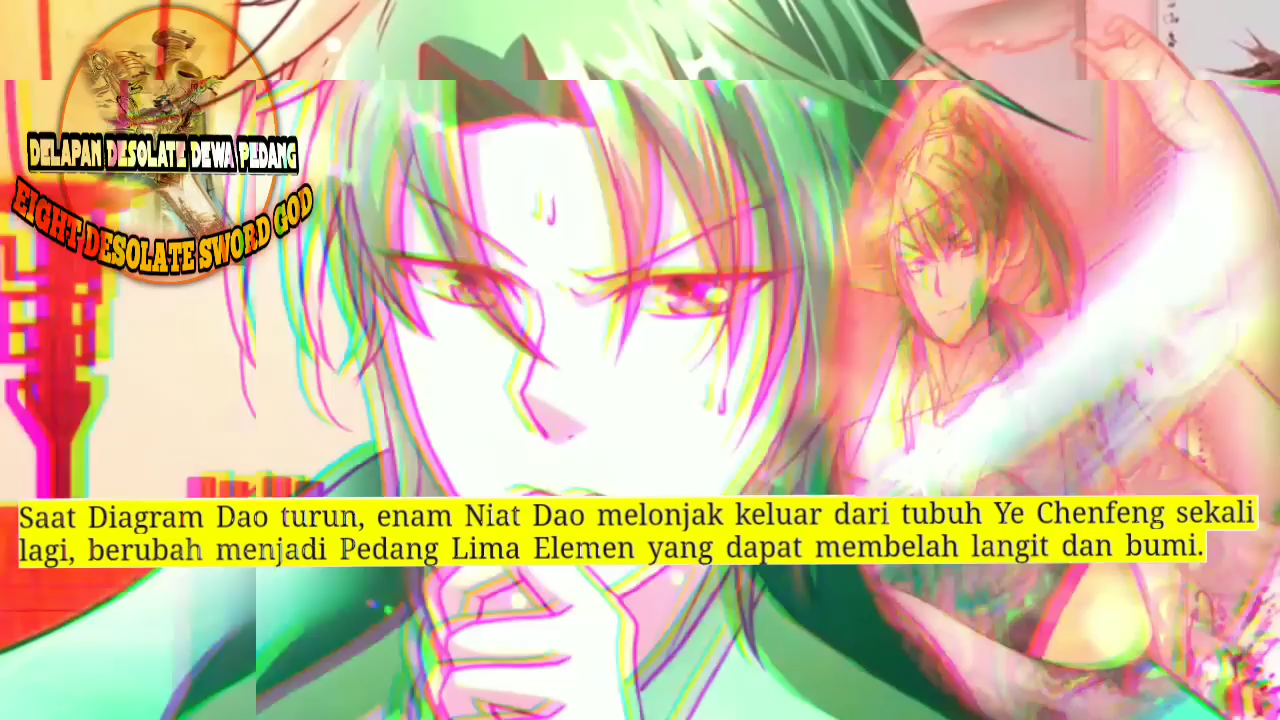 DELAPAN DESOLATE DEWA PEDANG
EIGHT DESOLATE SWORD GOD
Saat Diagram Dao turun, enam Niat Dao melonjak keluar dari tubuh Ye Chenfeng sekali
lagi, berubah menjadi Pedang Lima Elemen yang dapat membelah langit dan bumi.